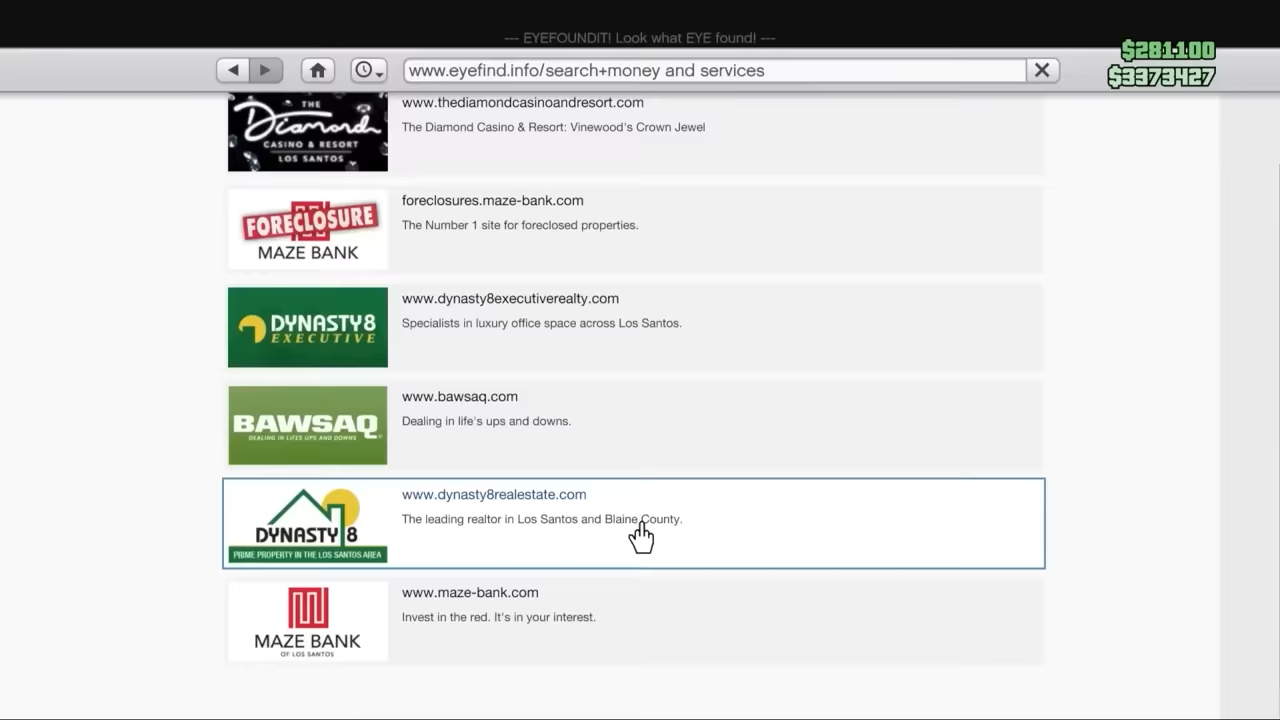 --- EYEFOUNDIT! Look what EYE found! ---
$281,100
www.eyefind.info/search+money and services
$3373427
THE
Diamond
CASINO & RESORT
LOS SANTOS
www.thediamondcasinoandresort.com
The Diamond Casino & Resort: Vinewood's Crown Jewel
FORECLOSURE
MAZE BANK
foreclosures.maze-bank.com
The Number 1 site for foreclosed properties.
DYNASTY8
EXECUTIVE
www.dynasty8executiverealty.com
Specialists in luxury office space across Los Santos.
BAWSAQ
DEALING IN LIFES UPS AND DOWNS
www.bawsaq.com
Dealing in life's ups and downs.
DYNASTY 8
PRIME PROPERTY IN THE LOS SANTOS AREA
www.dynasty8realestate.com
The leading realtor in Los Santos and Blaine County.
MAZE BANK
OF LOS SANTOS
www.maze-bank.com
Invest in the red. It's in your interest.